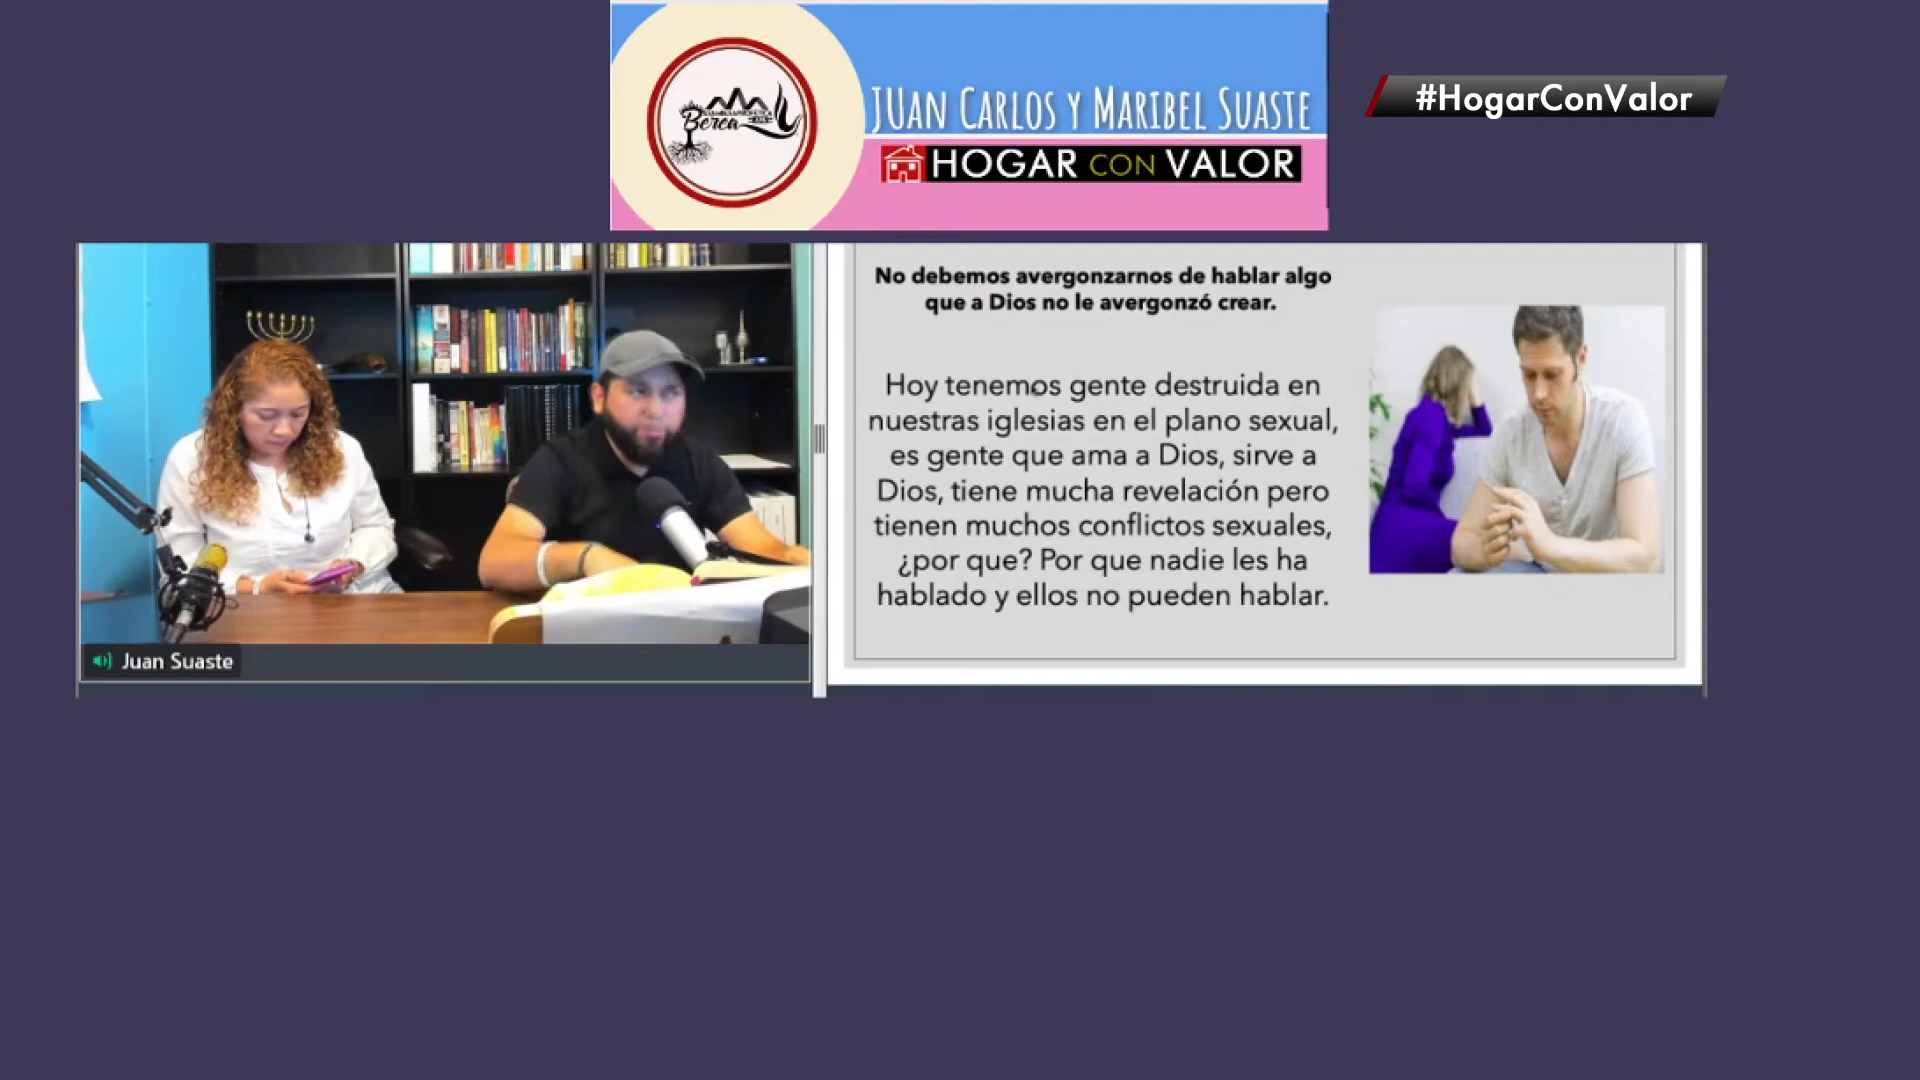 JUan Carlos y Maribel Suaste
HOGAR CON VALOR
#HogarConValor
Berea
No debemos avergonzarnos de hablar algo
que a Dios no le avergonzó crear.
Hoy tenemos gente destruida en
nuestras iglesias en el plano sexual,
es gente que ama a Dios, sirve a
Dios, tiene mucha revelación pero
tienen muchos conflictos sexuales,
¿por que? Por que nadie les ha
hablado y ellos no pueden hablar.
Juan Suaste